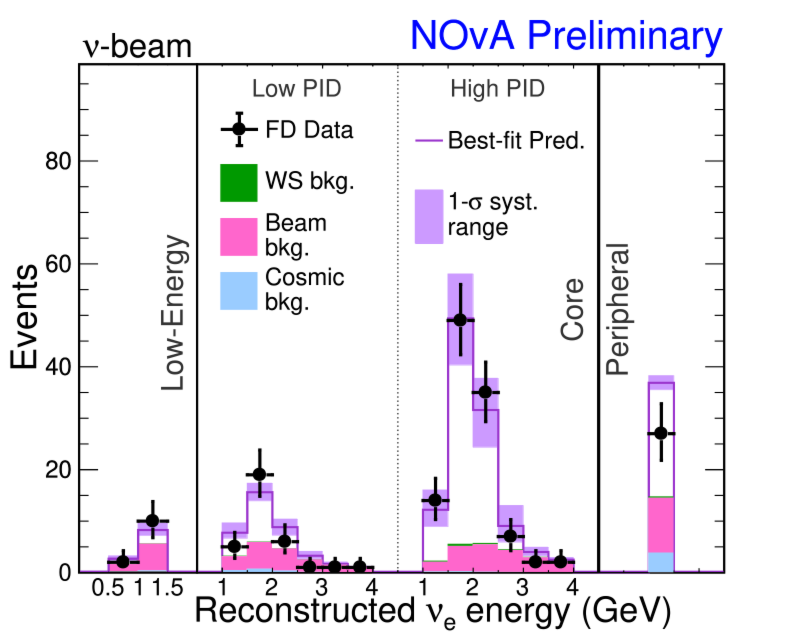 ν-beam
NOvA Preliminary
Low PID
High PID
FD Data
WS bkg.
Beam
bkg.
Cosmic
bkg.
Best-fit Pred.
1-σ syst.
range
Low-Energy
Core
Peripheral
Events
80
60
40
20
0
0.5 1 1.5 1 2 3 4 1 2 3 4
Reconstructed νe energy (GeV)